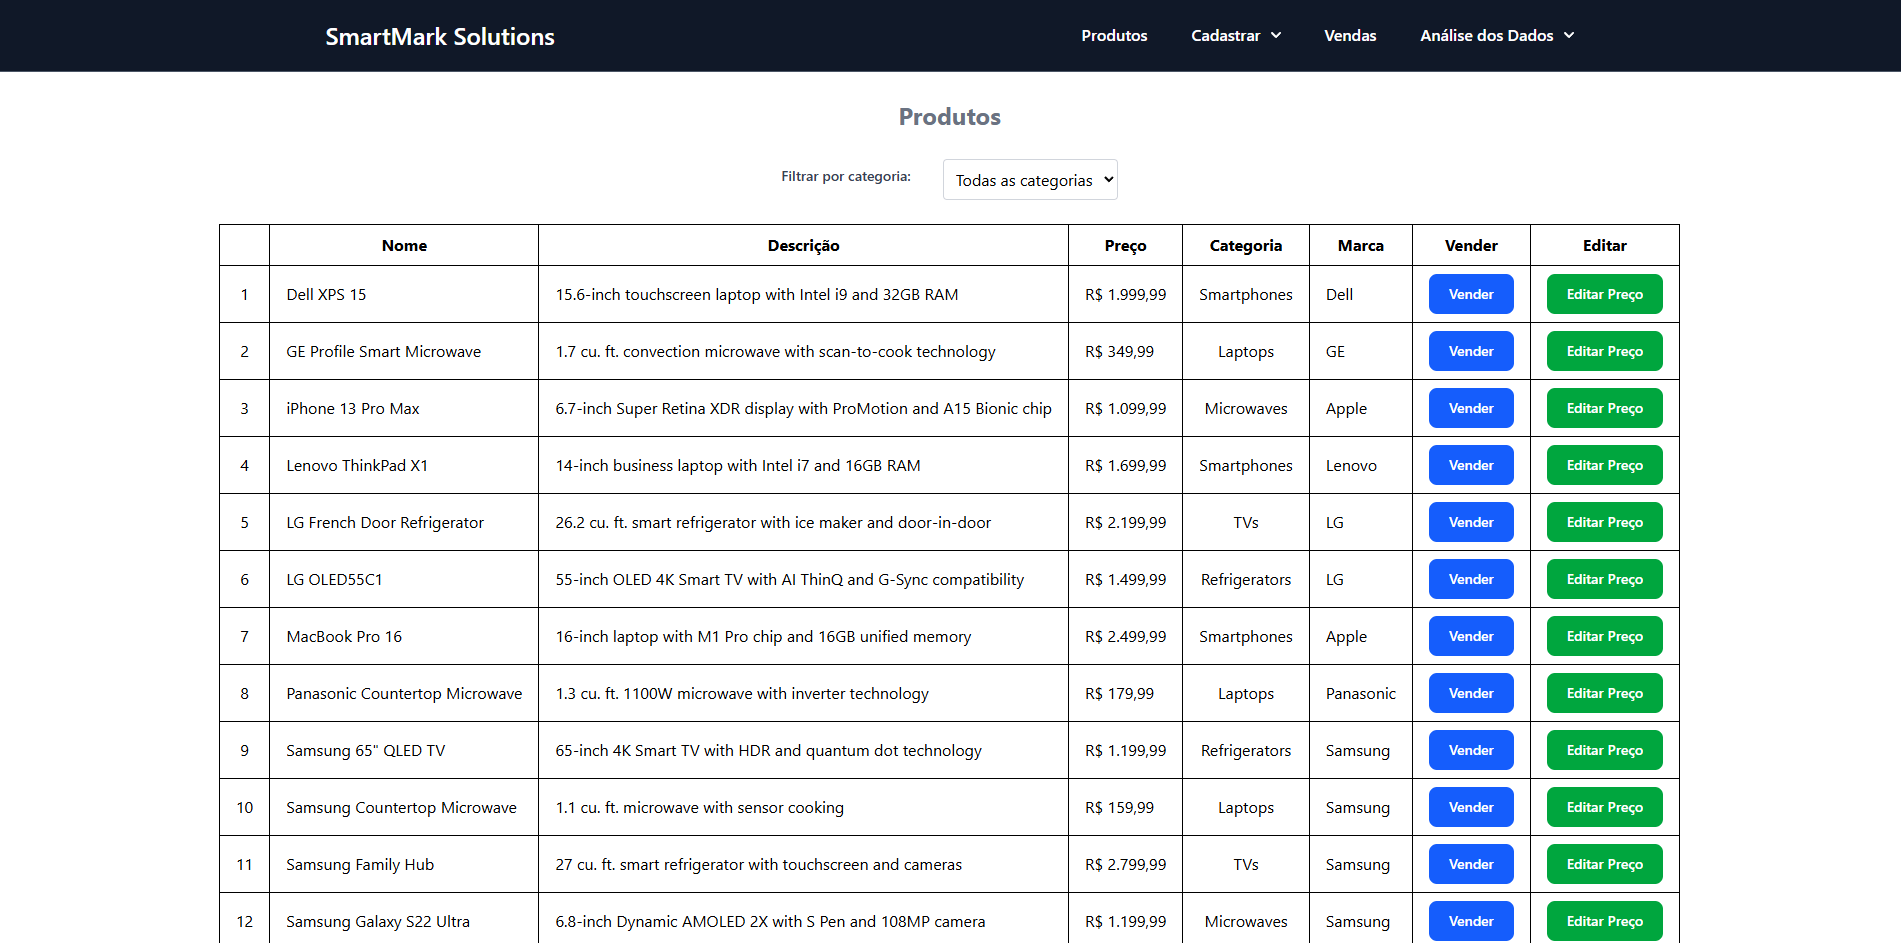 SmartMark Solutions Produtos Cadastrar Vendas Análise dos Dados
Produtos
Filtrar por categoria: Todas as categorias
Nome Descrição Preço Categoria Marca Vender Editar
1 Dell XPS 15 15.6-inch touchscreen laptop with Intel i9 and 32GB RAM R$ 1.999,99 Smartphones Dell Vender Editar Preço
2 GE Profile Smart Microwave 1.7 cu. ft. convection microwave with scan-to-cook technology R$ 349,99 Laptops GE Vender Editar Preço
3 iPhone 13 Pro Max 6.7-inch Super Retina XDR display with ProMotion and A15 Bionic chip R$ 1.099,99 Microwaves Apple Vender Editar Preço
4 Lenovo ThinkPad X1 14-inch business laptop with Intel i7 and 16GB RAM R$ 1.699,99 Smartphones Lenovo Vender Editar Preço
5 LG French Door Refrigerator 26.2 cu. ft. smart refrigerator with ice maker and door-in-door R$ 2.199,99 TVs LG Vender Editar Preço
6 LG OLED55C1 55-inch OLED 4K Smart TV with AI ThinQ and G-Sync compatibility R$ 1.499,99 Refrigerators LG Vender Editar Preço
7 MacBook Pro 16 16-inch laptop with M1 Pro chip and 16GB unified memory R$ 2.499,99 Smartphones Apple Vender Editar Preço
8 Panasonic Countertop Microwave 1.3 cu. ft. 1100W microwave with inverter technology R$ 179,99 Laptops Panasonic Vender Editar Preço
9 Samsung 65" QLED TV 65-inch 4K Smart TV with HDR and quantum dot technology R$ 1.199,99 Refrigerators Samsung Vender Editar Preço
10 Samsung Countertop Microwave 1.1 cu. ft. microwave with sensor cooking R$ 159,99 Laptops Samsung Vender Editar Preço
11 Samsung Family Hub 27 cu. ft. smart refrigerator with touchscreen and cameras R$ 2.799,99 TVs Samsung Vender Editar Preço
12 Samsung Galaxy S22 Ultra 6.8-inch Dynamic AMOLED 2X with S Pen and 108MP camera R$ 1.199,99 Microwaves Samsung Vender Editar Preço